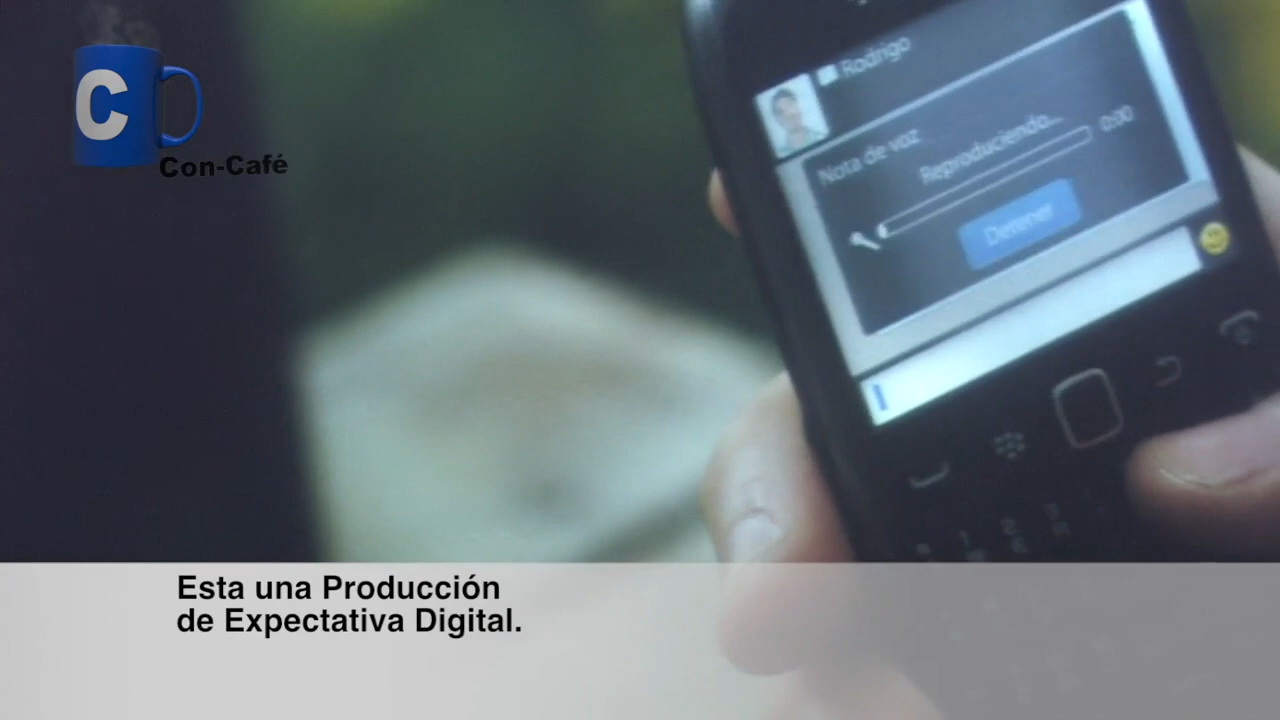 C
Con-Café
Rodrigo
Nota de voz
Reproduciendo...
0:00
Detener
Esta una Producción
de Expectativa Digital.